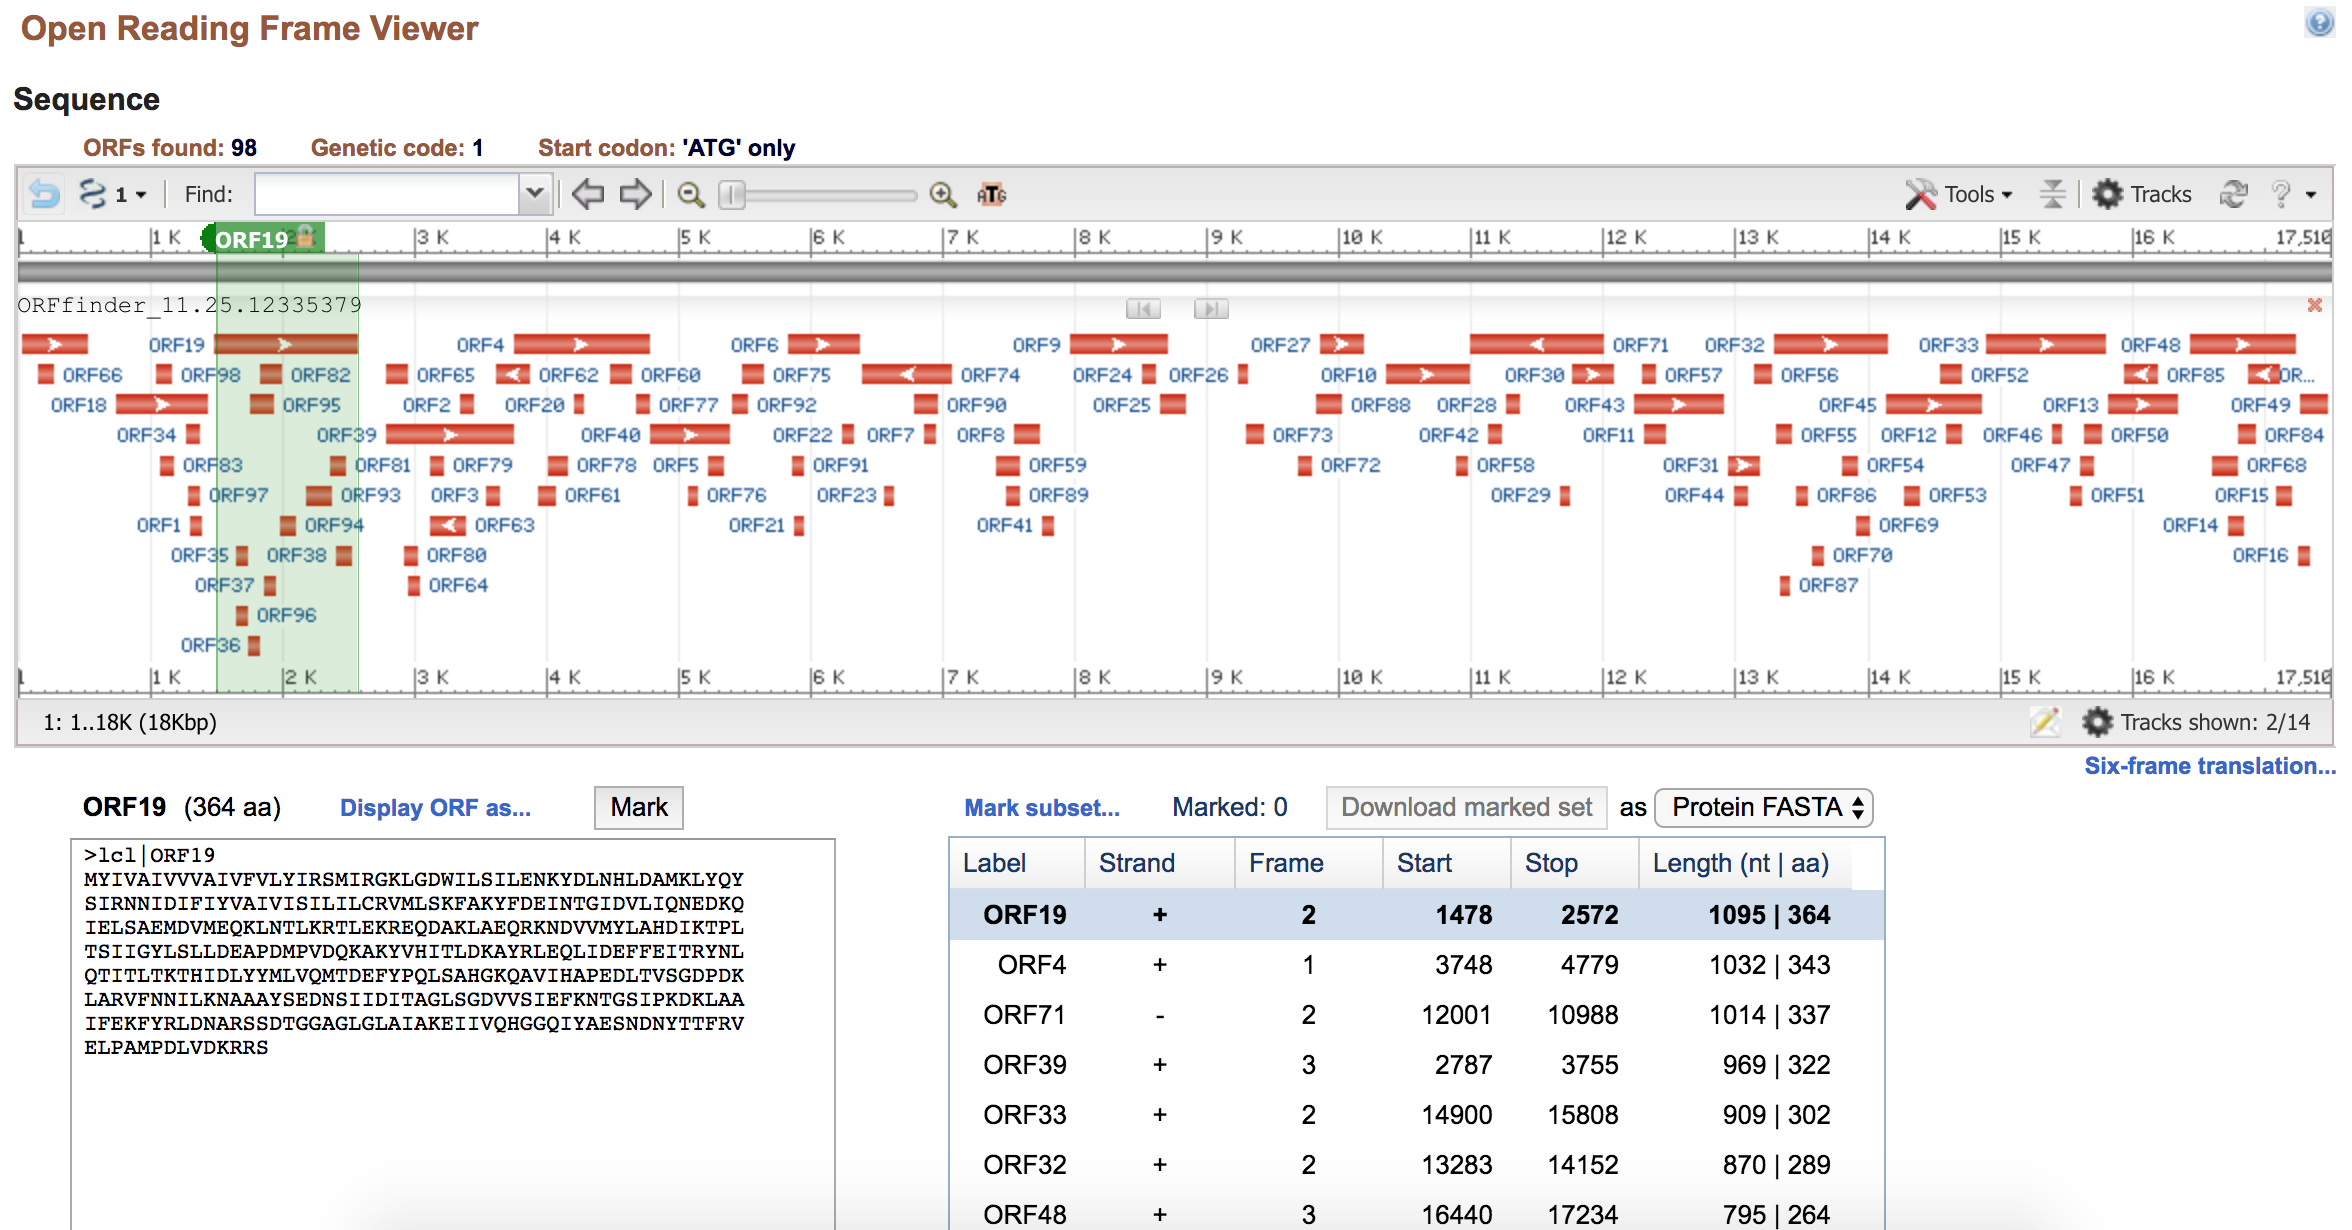 Open Reading Frame Viewer
Sequence
ORFs found: 98 Genetic code: 1 Start codon: 'ATG' only
1 Find: ATG Tools Tracks ?
1 1 K ORF19 3 K 4 K 5 K 6 K 7 K 8 K 9 K 10 K 11 K 12 K 13 K 14 K 15 K 16 K 17,510
ORFfinder_11.25.12335379
ORF19 ORF4 ORF6 ORF9 ORF27 ORF71 ORF32 ORF33 ORF48
ORF66 ORF98 ORF82 ORF65 ORF62 ORF60 ORF75 ORF74 ORF24 ORF26 ORF10 ORF30 ORF57 ORF56 ORF52 ORF85 OR...
ORF18 ORF95 ORF2 ORF20 ORF77 ORF92 ORF90 ORF25 ORF88 ORF28 ORF43 ORF45 ORF13 ORF49
ORF34 ORF39 ORF40 ORF22 ORF7 ORF8 ORF73 ORF42 ORF11 ORF55 ORF12 ORF46 ORF50 ORF84
ORF83 ORF81 ORF79 ORF78 ORF5 ORF91 ORF59 ORF72 ORF58 ORF31 ORF54 ORF47 ORF68
ORF97 ORF93 ORF3 ORF61 ORF76 ORF23 ORF89 ORF29 ORF44 ORF86 ORF53 ORF51 ORF15
ORF1 ORF94 ORF63 ORF21 ORF41 ORF69 ORF14
ORF35 ORF38 ORF80 ORF70 ORF16
ORF37 ORF64 ORF87
ORF96
ORF36
1 1 K 2 K 3 K 4 K 5 K 6 K 7 K 8 K 9 K 10 K 11 K 12 K 13 K 14 K 15 K 16 K 17,510
1: 1..18K (18Kbp) Tracks shown: 2/14
Six-frame translation...
ORF19 (364 aa) Display ORF as... Mark
>lcl|ORF19
MYIVAIVVVAIVFVLYIRSMIRGKLGDWILSILENKYDLNHLDAMKLYQY
SIRNNIDIFIYVAIVISILILCRVMLSKFAKYFDEINTGIDVLIQNEDKQ
IELSAEMDVMEQKLNTLKRTLEKREQDAKLAEQRKNDVVMYLAHDIKTPL
TSIIGYLSLLDEAPDMPVDQKAKYVHITLDKAYRLEQLIDEFFEITRYNL
QTITLTKTHIDLYYMLVQMTDEFYPQLSAHGKQAVIHAPEDLTVSGDPDK
LARVFNNILKNAAAYSEDNSIIDITAGLSGDVVSIEFKNTGSIPKDKLAA
IFEKFYRLDNARSSDTGGAGLGLAIAKEIIVQHGGQIYAESNDNYTTFRV
ELPAMPDLVDKRRS
Mark subset... Marked: 0 Download marked set as Protein FASTA
Label Strand Frame Start Stop Length (nt | aa)
ORF19 + 2 1478 2572 1095 | 364
ORF4 + 1 3748 4779 1032 | 343
ORF71 - 2 12001 10988 1014 | 337
ORF39 + 3 2787 3755 969 | 322
ORF33 + 2 14900 15808 909 | 302
ORF32 + 2 13283 14152 870 | 289
ORF48 + 3 16440 17234 795 | 264